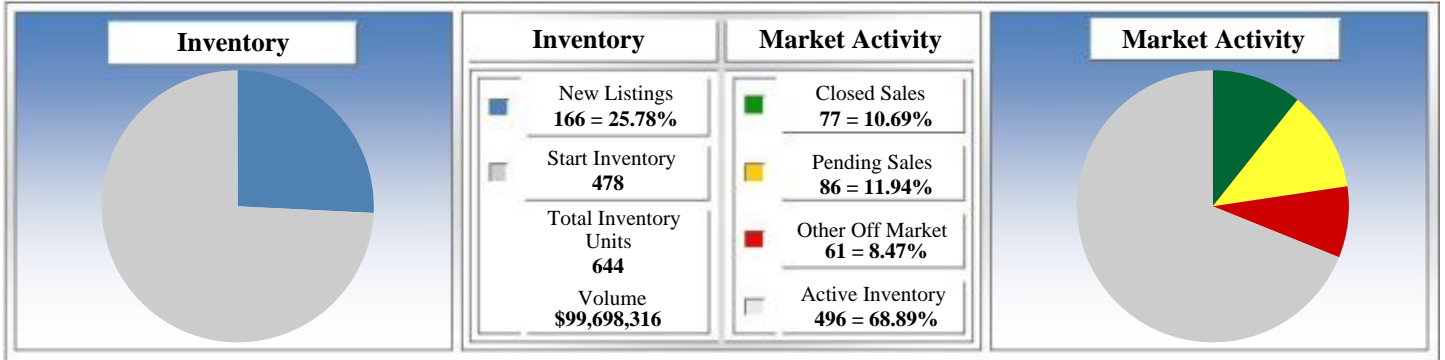 Inventory
Inventory
Market Activity
New Listings
166 = 25.78%
Start Inventory
478
Total Inventory
Units
644
Volume
$99,698,316
Closed Sales
77 = 10.69%
Pending Sales
86 = 11.94%
Other Off Market
61 = 8.47%
Active Inventory
496 = 68.89%
Market Activity